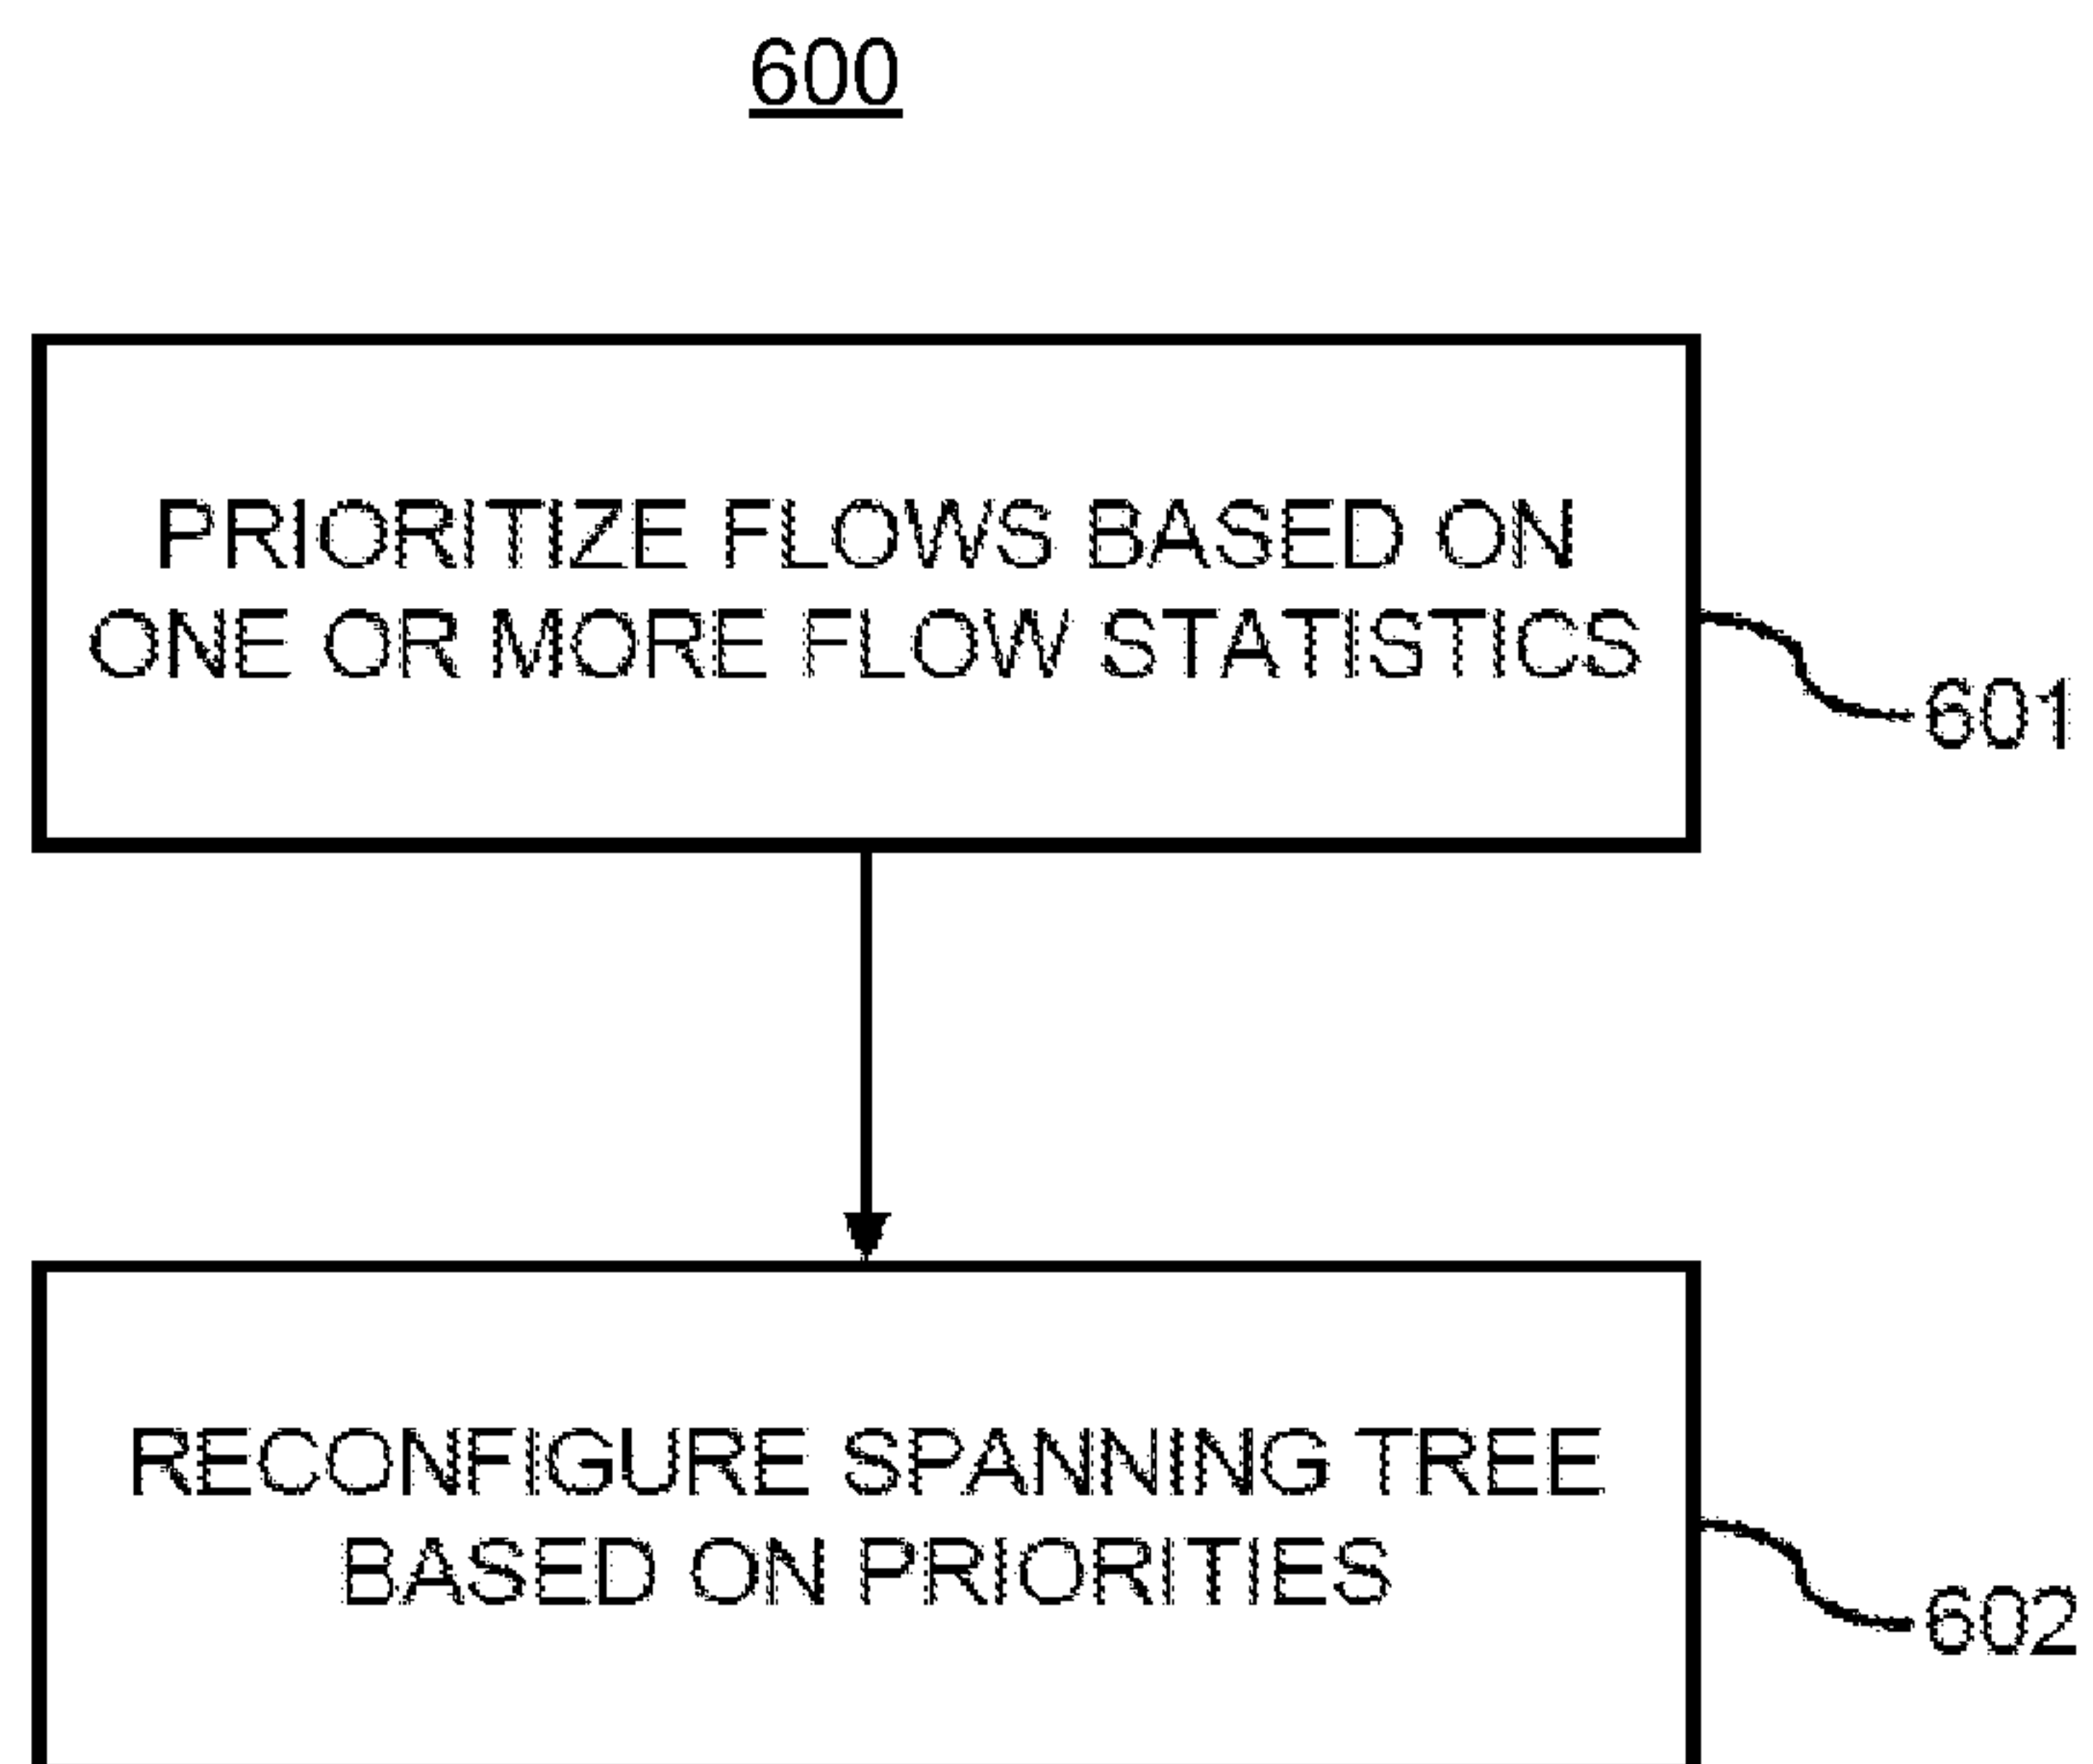 600
PRIORITIZE FLOWS BASED ON
ONE OR MORE FLOW STATISTICS
601
RECONFIGURE SPANNING TREE
BASED ON PRIORITIES
602